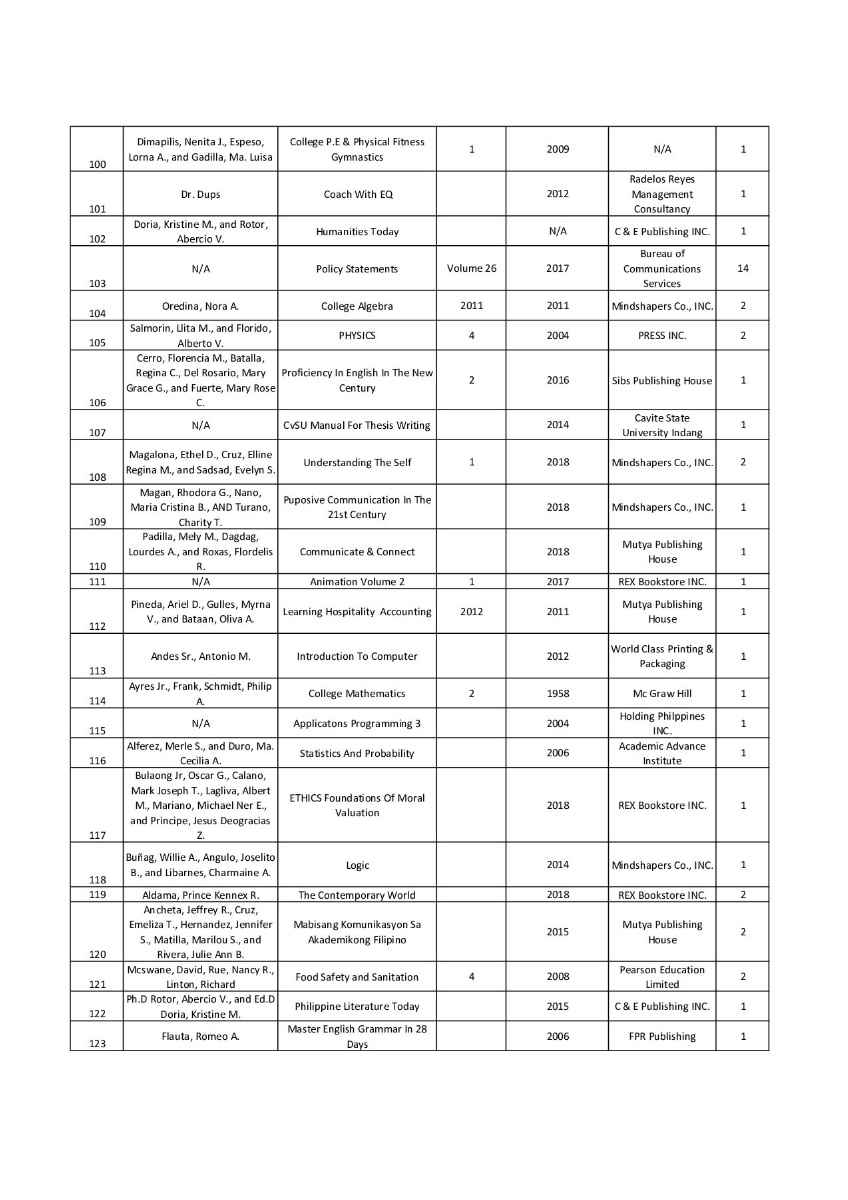 100 Dimapilis, Nenita J., Espeso, Lorna A., and Gadilla, Ma. Luisa College P.E & Physical Fitness Gymnastics 1 2009 N/A 1
101 Dr. Dups Coach With EQ 2012 Radelos Reyes Management Consultancy 1
102 Doria, Kristine M., and Rotor, Abercio V. Humanities Today N/A C & E Publishing INC. 1
103 N/A Policy Statements Volume 26 2017 Bureau of Communications Services 14
104 Oredina, Nora A. College Algebra 2011 2011 Mindshapers Co., INC. 2
105 Salmorin, Llita M., and Florido, Alberto V. PHYSICS 4 2004 PRESS INC. 2
106 Cerro, Florencia M., Batalla, Regina C., Del Rosario, Mary Grace G., and Fuerte, Mary Rose C. Proficiency In English In The New Century 2 2016 Sibs Publishing House 1
107 N/A CvSU Manual For Thesis Writing 2014 Cavite State University Indang 1
108 Magalona, Ethel D., Cruz, Elline Regina M., and Sadsad, Evelyn S. Understanding The Self 1 2018 Mindshapers Co., INC. 2
109 Magan, Rhodora G., Nano, Maria Cristina B., AND Turano, Charity T. Puposive Communication In The 21st Century 2018 Mindshapers Co., INC. 1
110 Padilla, Mely M., Dagdag, Lourdes A., and Roxas, Flordelis R. Communicate & Connect 2018 Mutya Publishing House 1
111 N/A Animation Volume 2 1 2017 REX Bookstore INC. 1
112 Pineda, Ariel D., Gulles, Myrna V., and Bataan, Oliva A. Learning Hospitality Accounting 2012 2011 Mutya Publishing House 1
113 Andes Sr., Antonio M. Introduction To Computer 2012 World Class Printing & Packaging 1
114 Ayres Jr., Frank, Schmidt, Philip A. College Mathematics 2 1958 Mc Graw Hill 1
115 N/A Applicatons Programming 3 2004 Holding Philppines INC. 1
116 Alferez, Merle S., and Duro, Ma. Cecilia A. Statistics And Probability 2006 Academic Advance Institute 1
117 Bulaong Jr, Oscar G., Calano, Mark Joseph T., Lagliva, Albert M., Mariano, Michael Ner E., and Principe, Jesus Deogracias Z. ETHICS Foundations Of Moral Valuation 2018 REX Bookstore INC. 1
118 Buñag, Willie A., Angulo, Joselito B., and Libarnes, Charmaine A. Logic 2014 Mindshapers Co., INC. 1
119 Aldama, Prince Kennex R. The Contemporary World 2018 REX Bookstore INC. 2
120 Ancheta, Jeffrey R., Cruz, Emeliza T., Hernandez, Jennifer S., Matilla, Marilou S., and Rivera, Julie Ann B. Mabisang Komunikasyon Sa Akademikong Filipino 2015 Mutya Publishing House 2
121 Mcswane, David, Rue, Nancy R., Linton, Richard Food Safety and Sanitation 4 2008 Pearson Education Limited 2
122 Ph.D Rotor, Abercio V., and Ed.D Doria, Kristine M. Philippine Literature Today 2015 C & E Publishing INC. 1
123 Flauta, Romeo A. Master English Grammar In 28 Days 2006 FPR Publishing 1